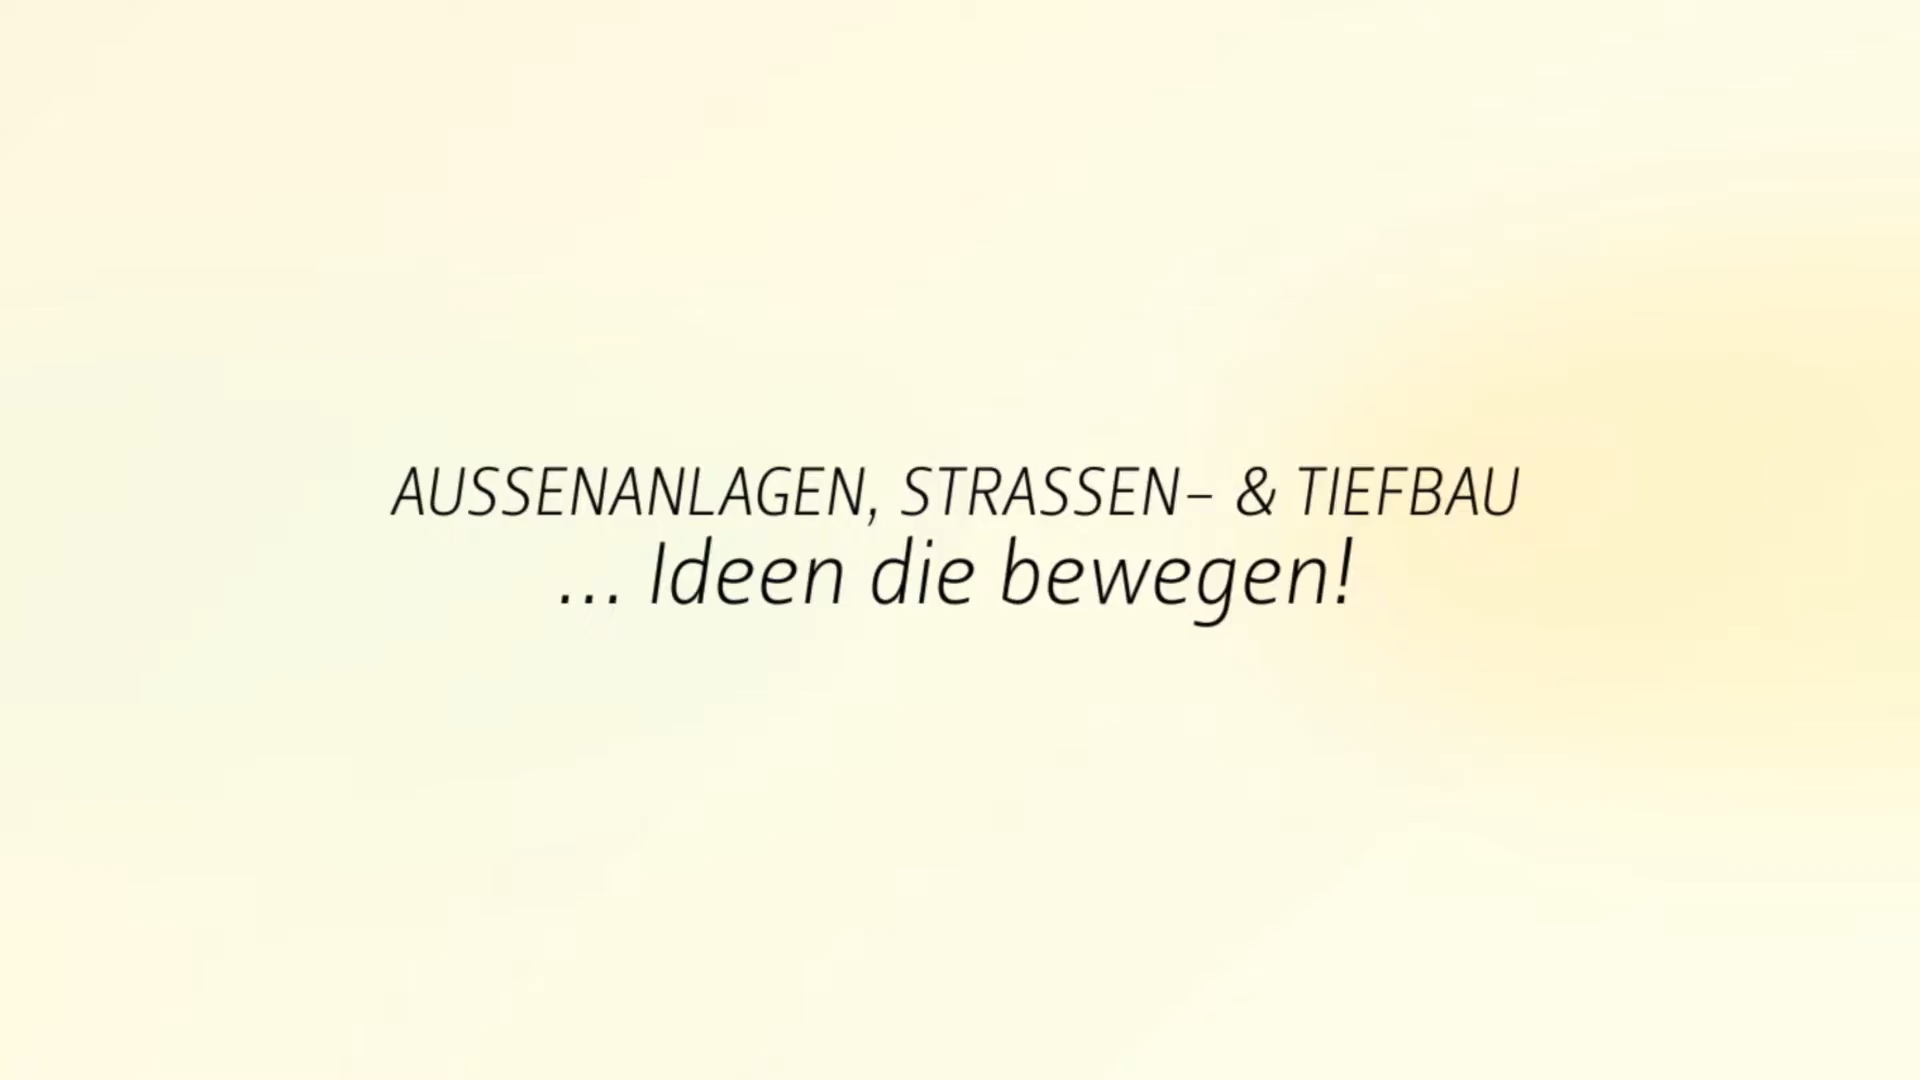 AUSSENANLAGEN, STRASSEN- & TIEFBAU
... Ideen die bewegen!